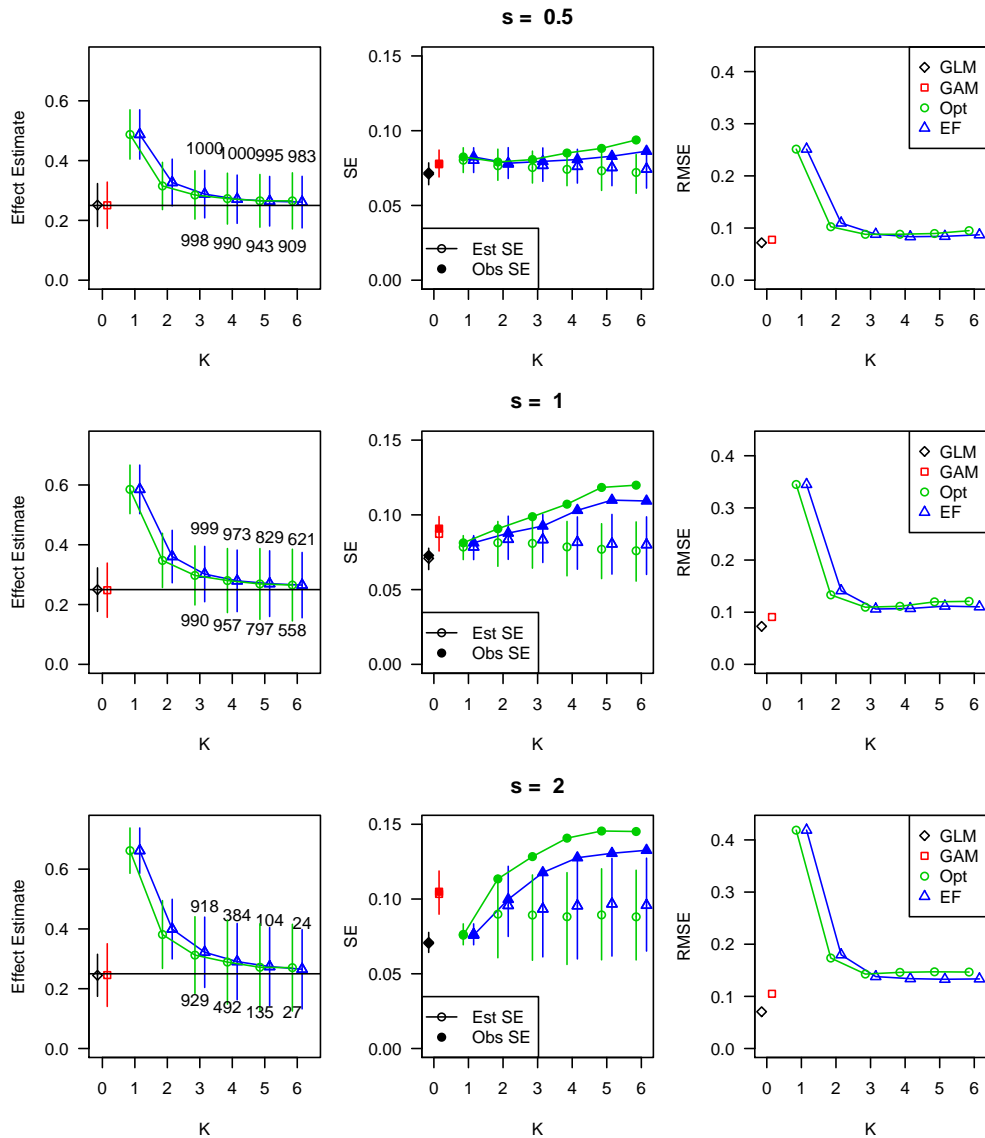 s = 0.5
Effect Estimate
0.0 0.2 0.4 0.6
1000 1000 995 983
998 990 943 909
0 1 2 3 4 5 6
K
SE
0.00 0.05 0.10 0.15
Est SE
Obs SE
0 1 2 3 4 5 6
K
RMSE
0.0 0.1 0.2 0.3 0.4
GLM
GAM
Opt
EF
0 1 2 3 4 5 6
K
s = 1
Effect Estimate
0.0 0.2 0.4 0.6
999 973 829 621
990 957 797 558
0 1 2 3 4 5 6
K
SE
0.00 0.05 0.10 0.15
Est SE
Obs SE
0 1 2 3 4 5 6
K
RMSE
0.0 0.1 0.2 0.3 0.4
GLM
GAM
Opt
EF
0 1 2 3 4 5 6
K
s = 2
Effect Estimate
0.0 0.2 0.4 0.6
918 384 104 24
929 492 135 27
0 1 2 3 4 5 6
K
SE
0.00 0.05 0.10 0.15
Est SE
Obs SE
0 1 2 3 4 5 6
K
RMSE
0.0 0.1 0.2 0.3 0.4
GLM
GAM
Opt
EF
0 1 2 3 4 5 6
K